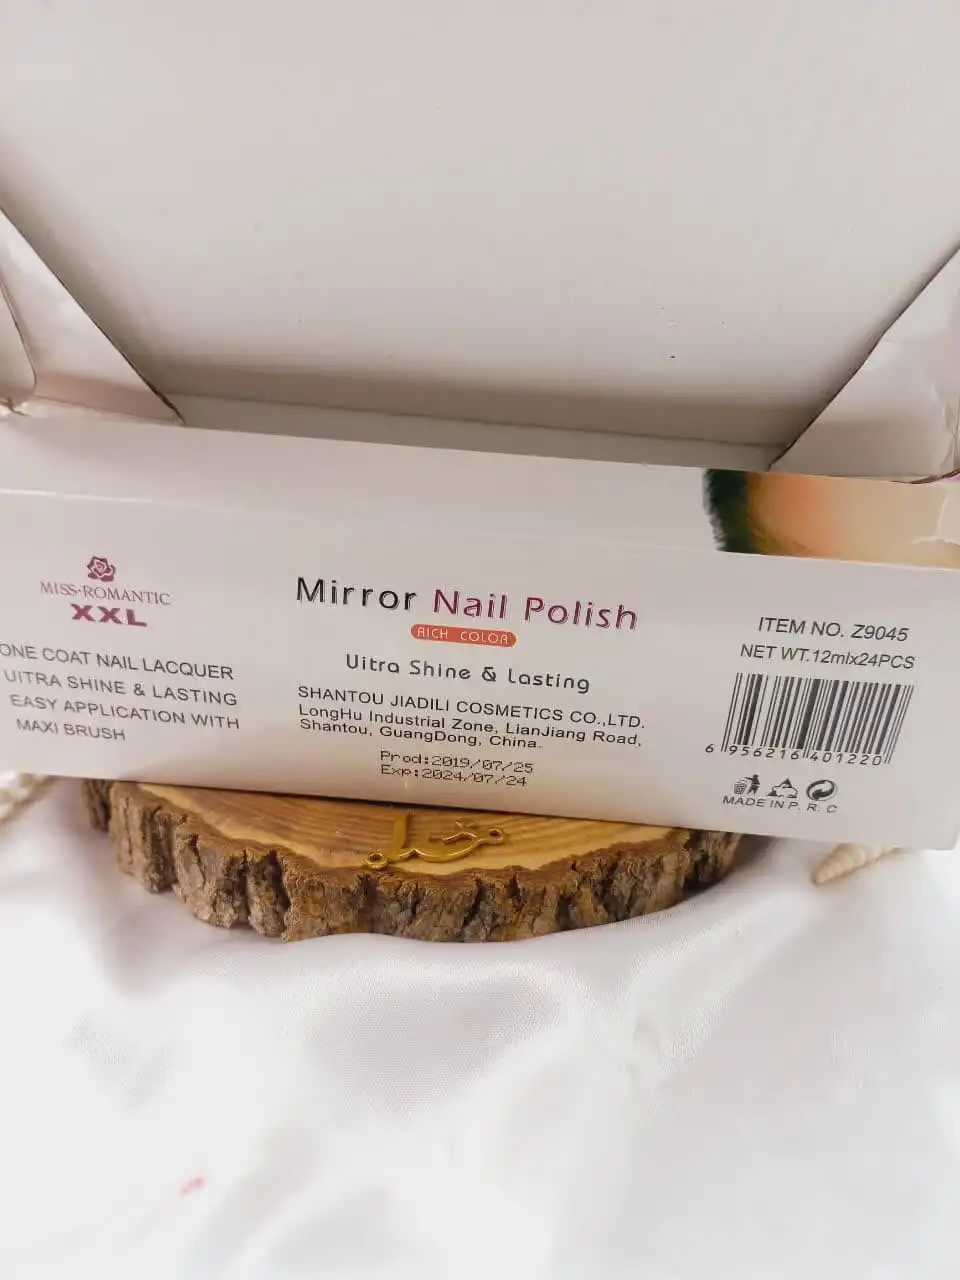 MISS·ROMANTIC
XXL
ONE COAT NAIL LACQUER
UITRA SHINE & LASTING
EASY APPLICATION WITH
MAXI BRUSH
Mirror Nail Polish
RICH COLOR
Uitra Shine & Lasting
SHANTOU JIADILI COSMETICS CO.,LTD.
LongHu Industrial Zone, LianJiang Road,
Shantou, GuangDong, China.
Prod:2019/07/25
Exp:2024/07/24
ITEM NO. Z9045
NET WT.12mlx24PCS
6 956216 401220
MADE IN P. R. C